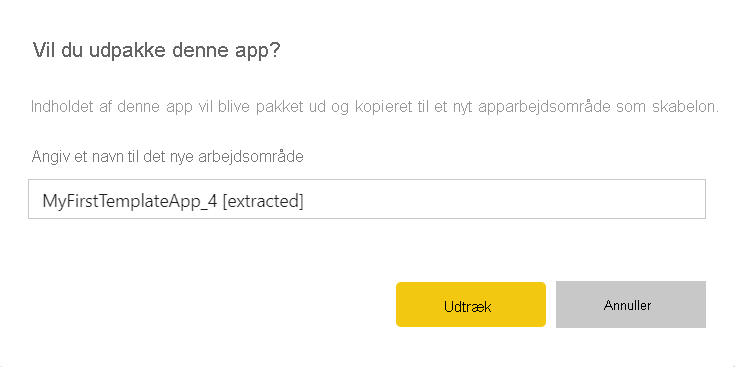 Vil du udpakke denne app?
Indholdet af denne app vil blive pakket ud og kopieret til et nyt apparbejdsområde som skabelon.
Angiv et navn til det nye arbejdsområde
MyFirstTemplateApp_4 [extracted]
Udtræk
Annuller